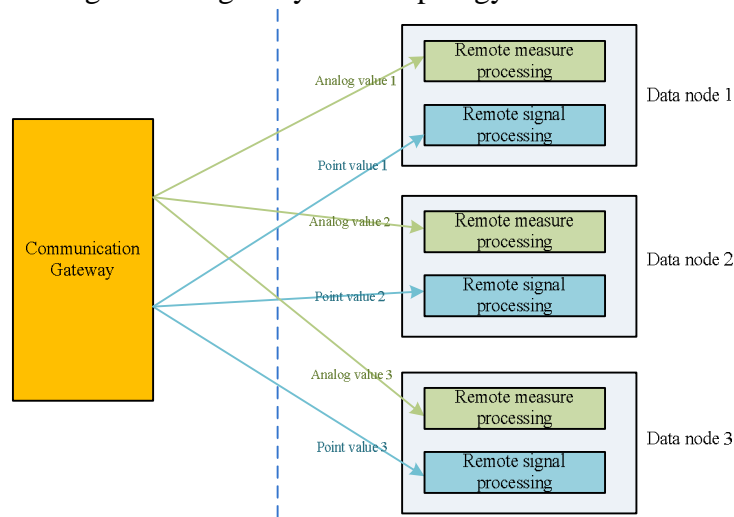 Remote measure
processing
Analog value 1
Data node 1
Remote signal
processing
Point value 1
Remote measure
processing
Analog value 2
Communication
Gateway
Data node 2
Remote signal
processing
Point value 2
Analog value 3
Remote measure
processing
Data node 3
Point value 3
Remote signal
processing